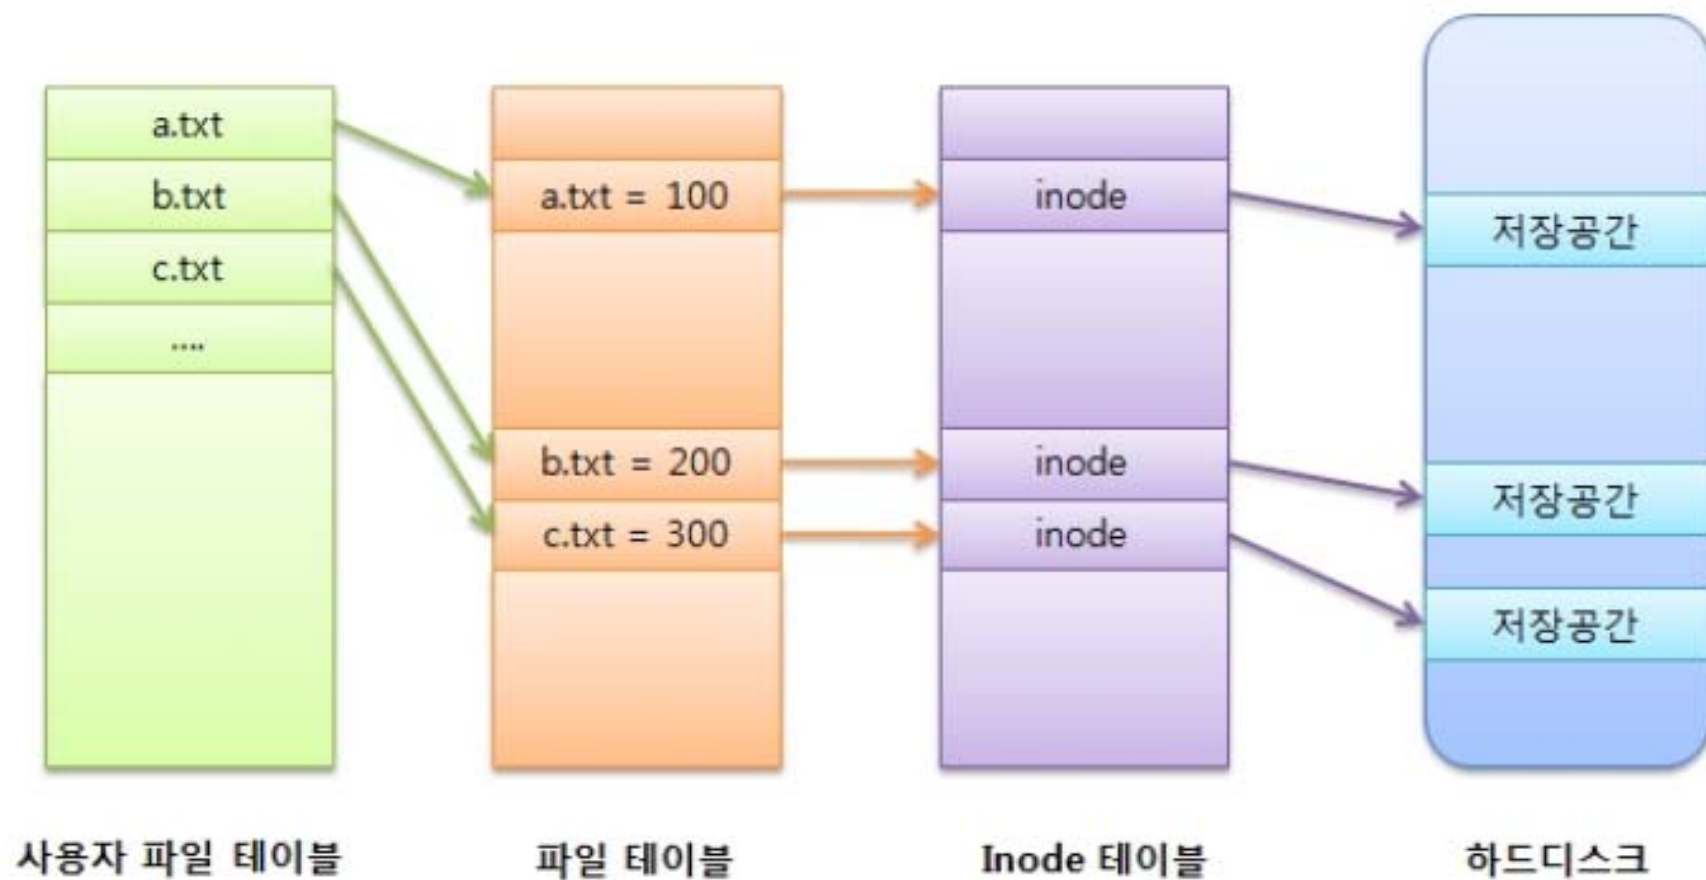 a.txt
b.txt
c.txt
....
a.txt = 100
b.txt = 200
c.txt = 300
inode
inode
inode
저장공간
저장공간
저장공간
사용자 파일 테이블
파일 테이블
Inode 테이블
하드디스크